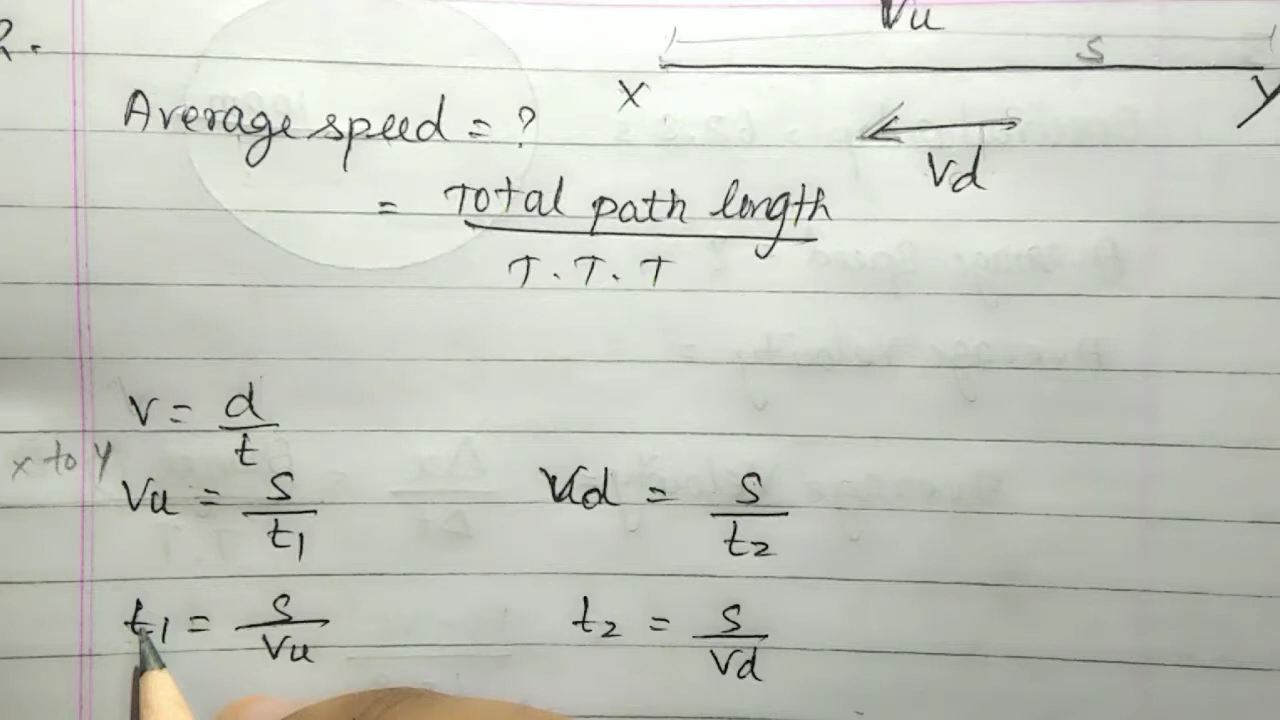 2.
Vu
S
X Y
Vd
Average speed = ?
= Total path length / T.T.T
V = d/t
x to y
Vu = S/t1 Vd = S/t2
t1 = S/Vu t2 = S/Vd